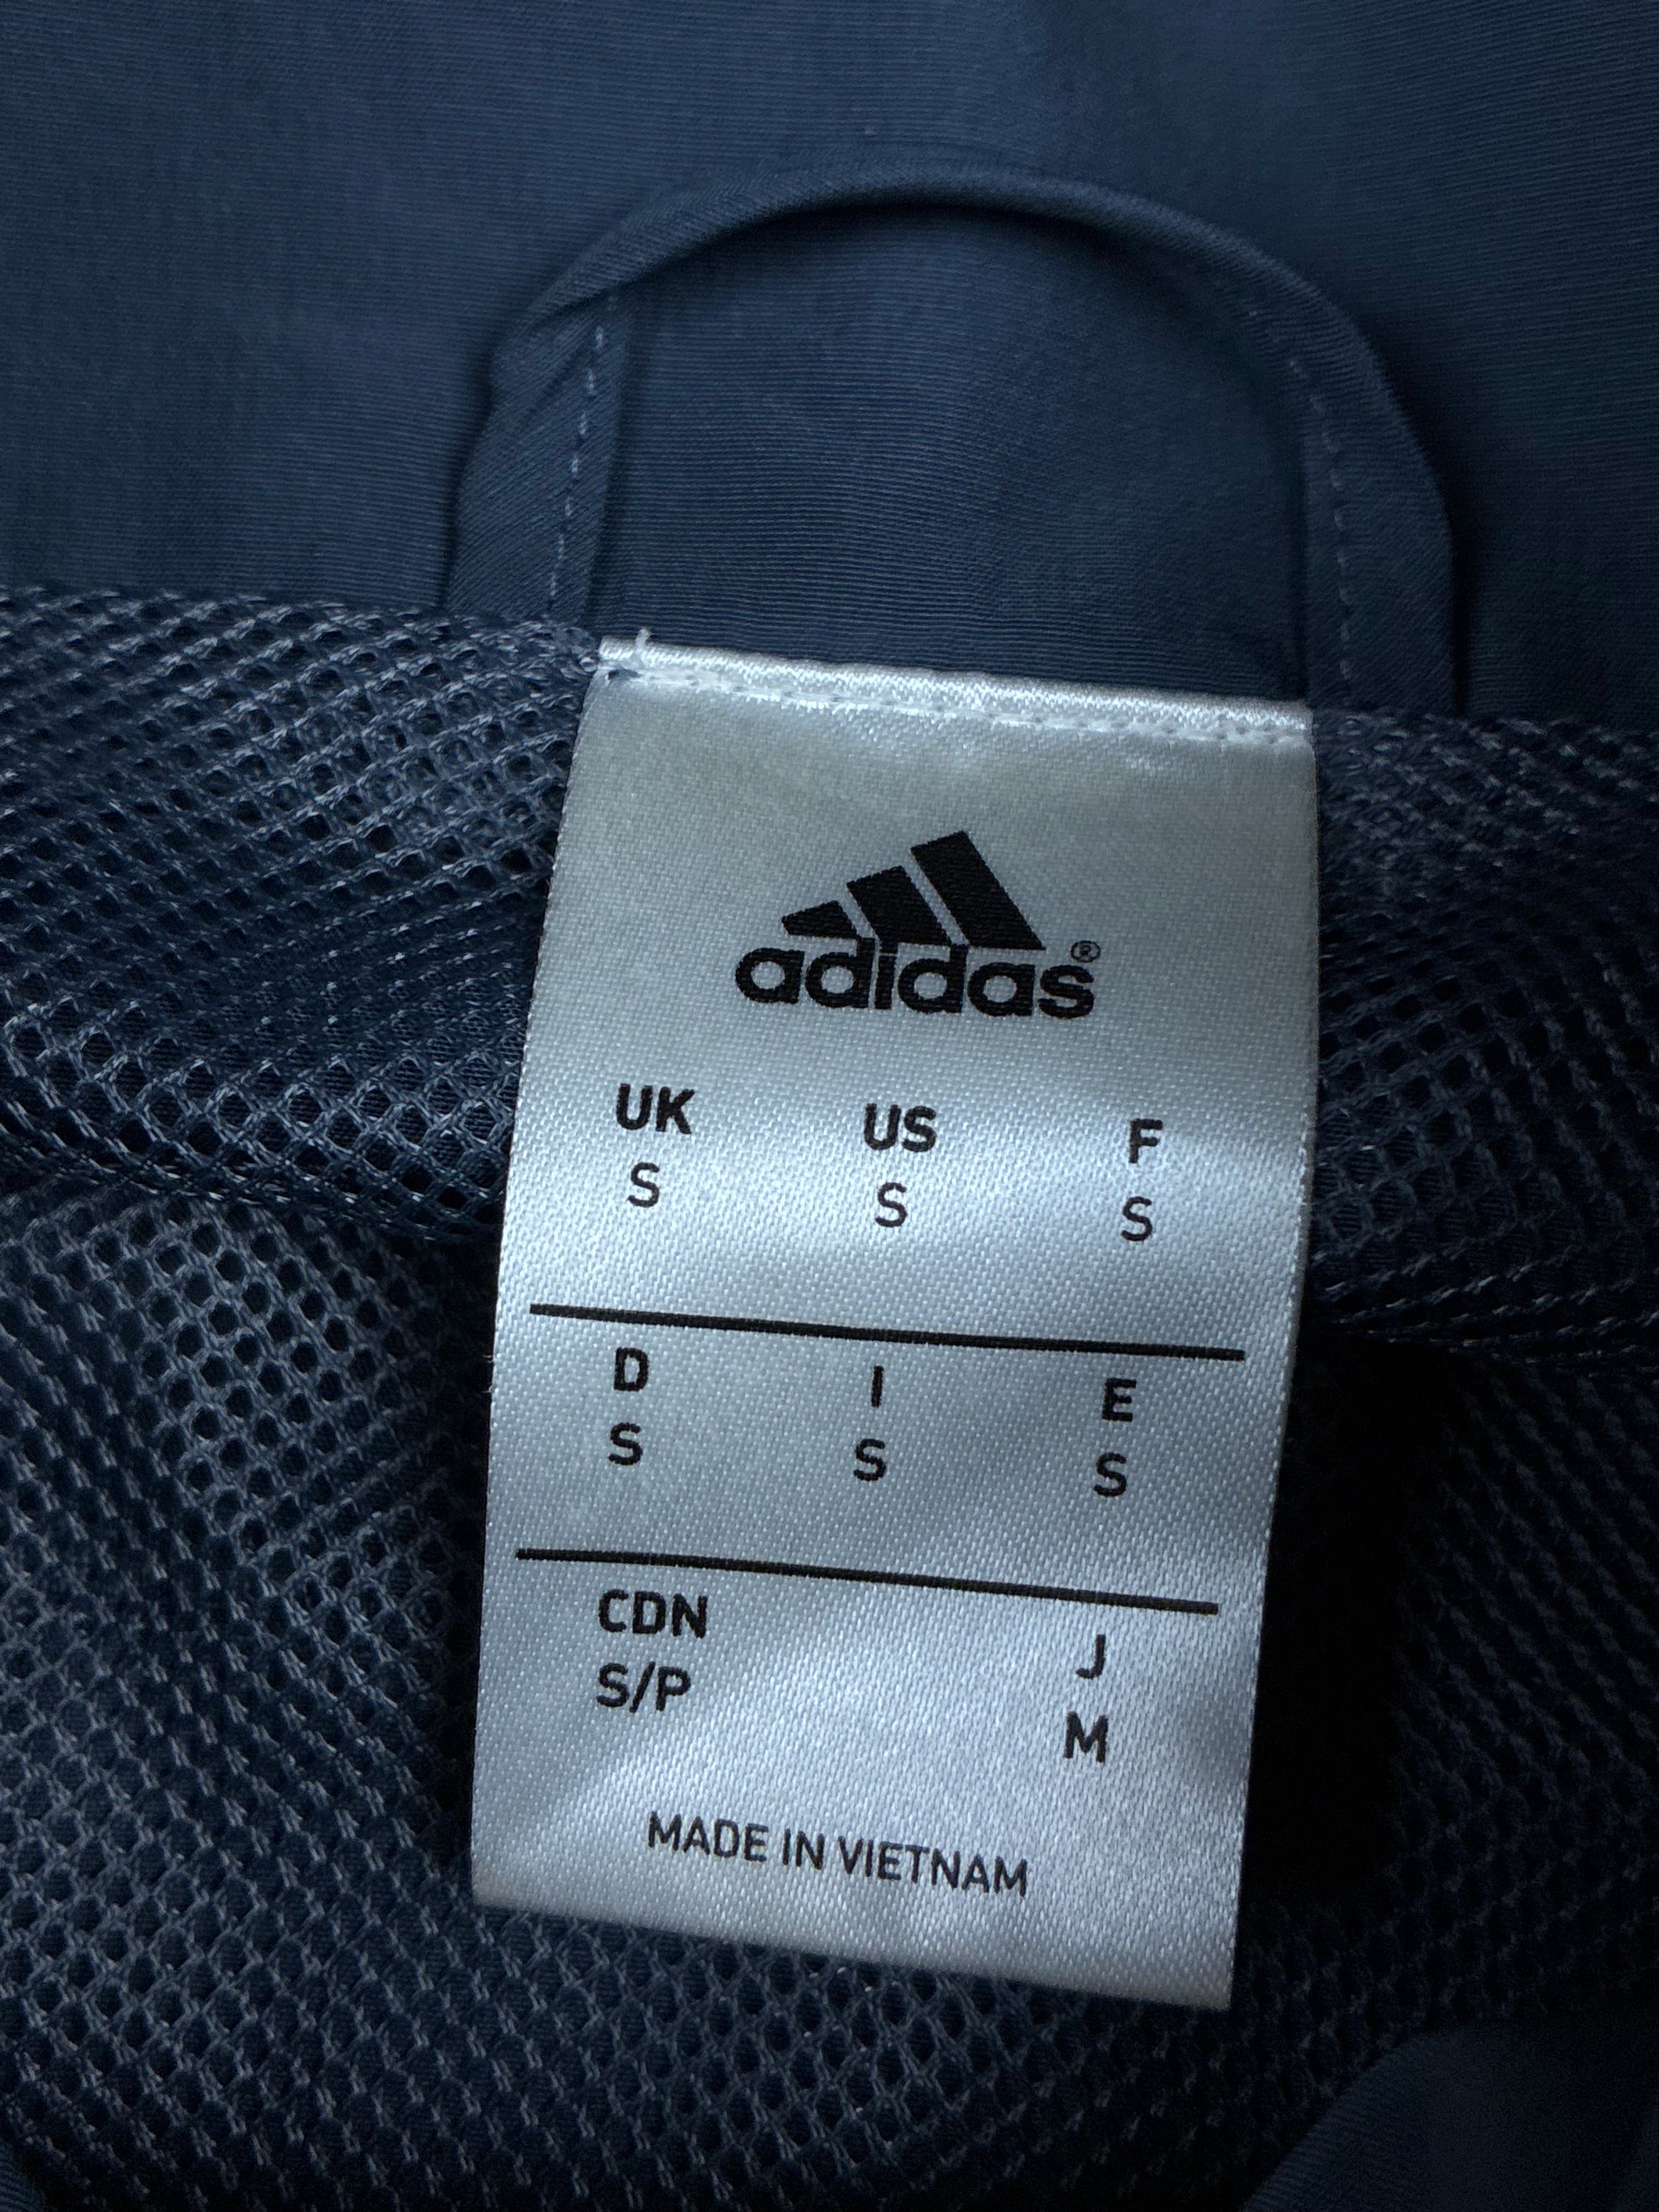 adidas®
UK US F
S S S
D I E
S S S
CDN J
S/P M
MADE IN VIETNAM